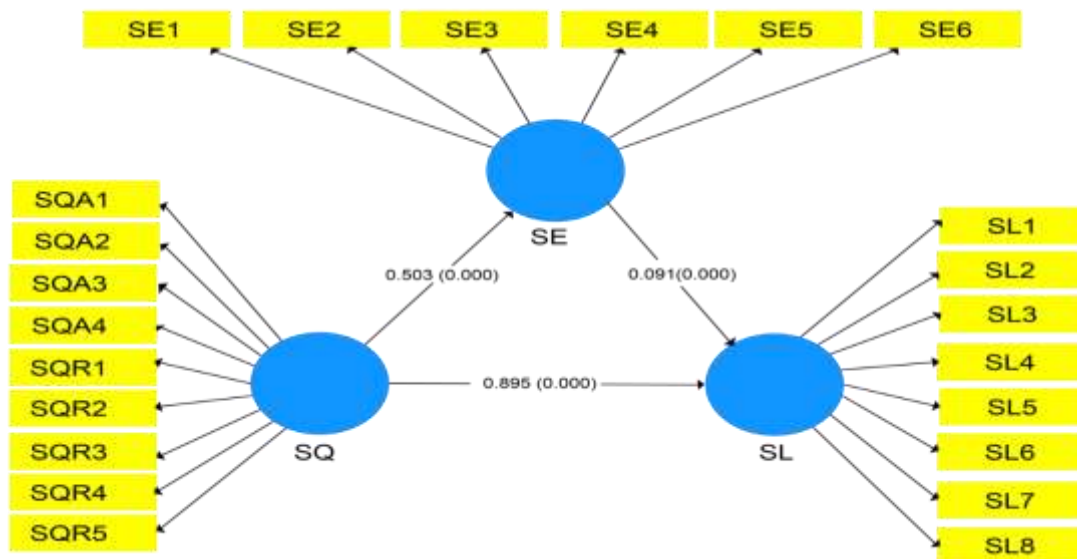 SE1 SE2 SE3 SE4 SE5 SE6
SE
SQA1
SQA2
SQA3
SQA4
SQR1
SQR2
SQR3
SQR4
SQR5
0.503 (0.000)
0.091(0.000)
0.895 (0.000)
SQ
SL
SL1
SL2
SL3
SL4
SL5
SL6
SL7
SL8